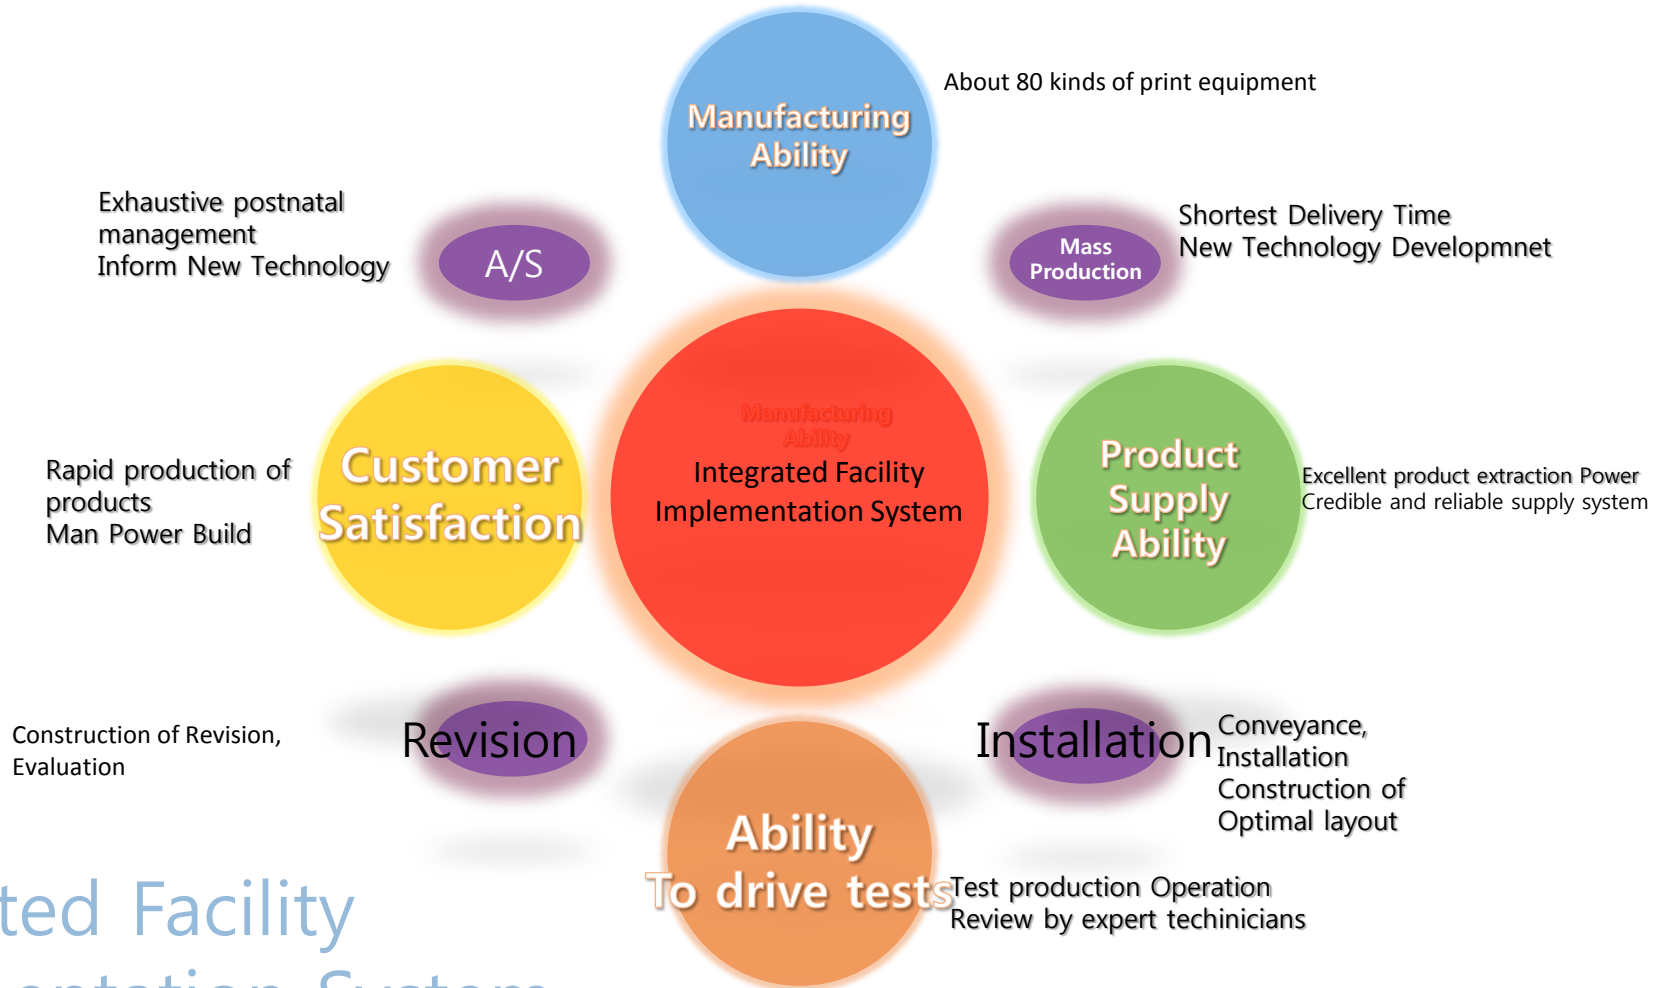 Manufacturing
Ability
About 80 kinds of print equipment
Exhaustive postnatal
management
Inform New Technology
A/S
Mass
Production
Shortest Delivery Time
New Technology Developmnet
Manufacturing
Ability
Integrated Facility
Implementation System
Customer
Satisfaction
Rapid production of
products
Man Power Build
Product
Supply
Ability
Excellent product extraction Power
Credible and reliable supply system
Revision
Construction of Revision,
Evaluation
Installation
Conveyance,
Installation
Construction of
Optimal layout
Ability
To drive tests
Test production Operation
Review by expert techinicians
ted Facility
entation System